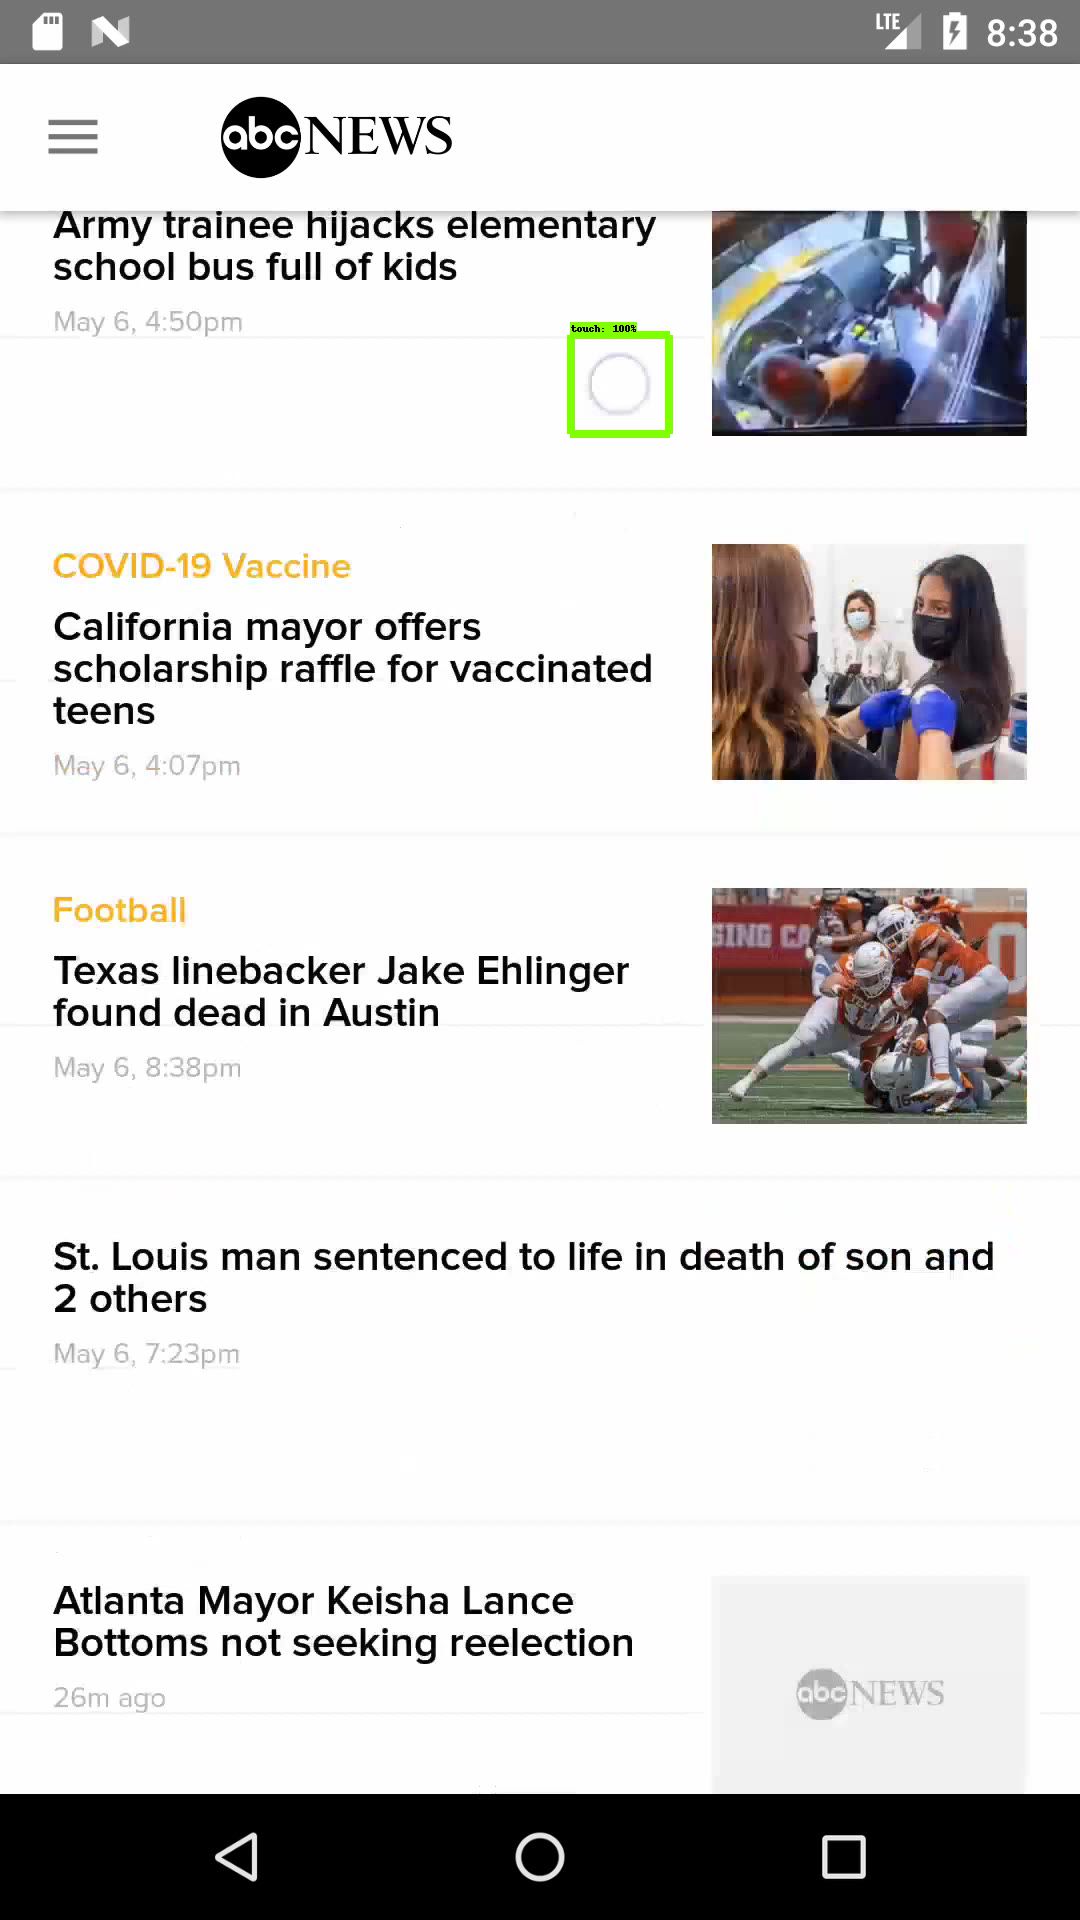 LTE 8:38
abc NEWS
Army trainee hijacks elementary
school bus full of kids
May 6, 4:50pm
touch: 100%
COVID-19 Vaccine
California mayor offers
scholarship raffle for vaccinated
teens
May 6, 4:07pm
Football
Texas linebacker Jake Ehlinger
found dead in Austin
May 6, 8:38pm
St. Louis man sentenced to life in death of son and
2 others
May 6, 7:23pm
Atlanta Mayor Keisha Lance
Bottoms not seeking reelection
26m ago
abc NEWS